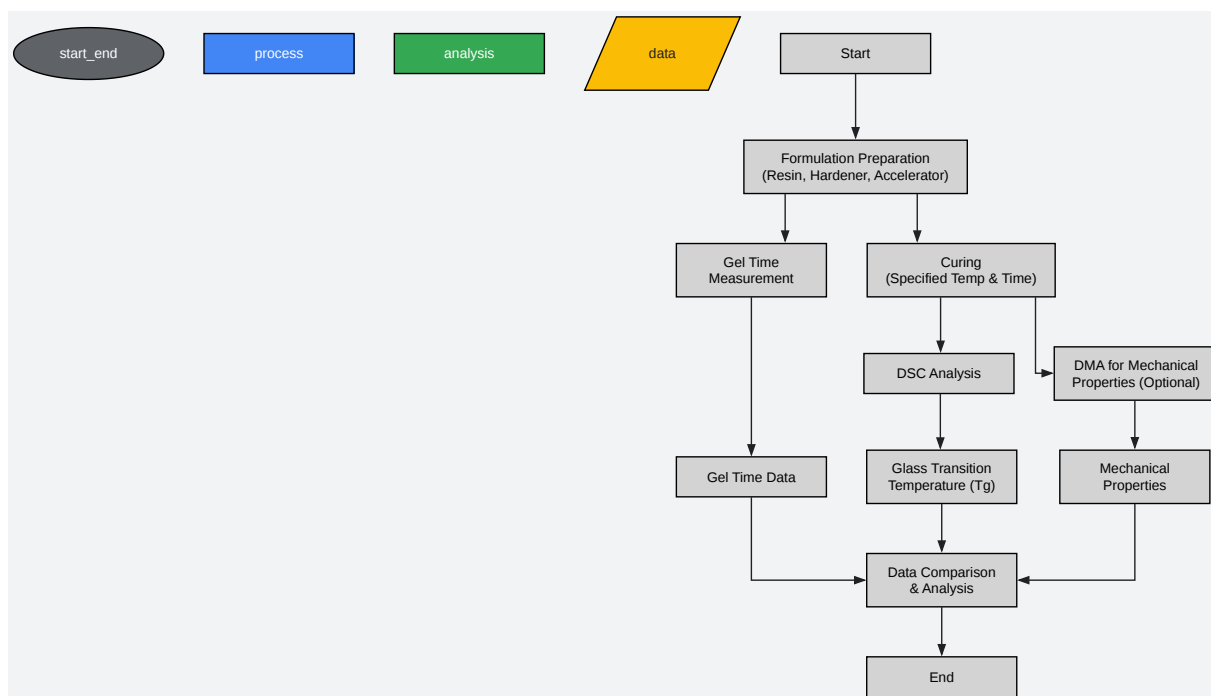 start_end
process
analysis
data
Start
Formulation Preparation
(Resin, Hardener, Accelerator)
Gel Time
Measurement
Curing
(Specified Temp & Time)
DSC Analysis
DMA for Mechanical
Properties (Optional)
Gel Time Data
Glass Transition
Temperature (Tg)
Mechanical
Properties
Data Comparison
& Analysis
End